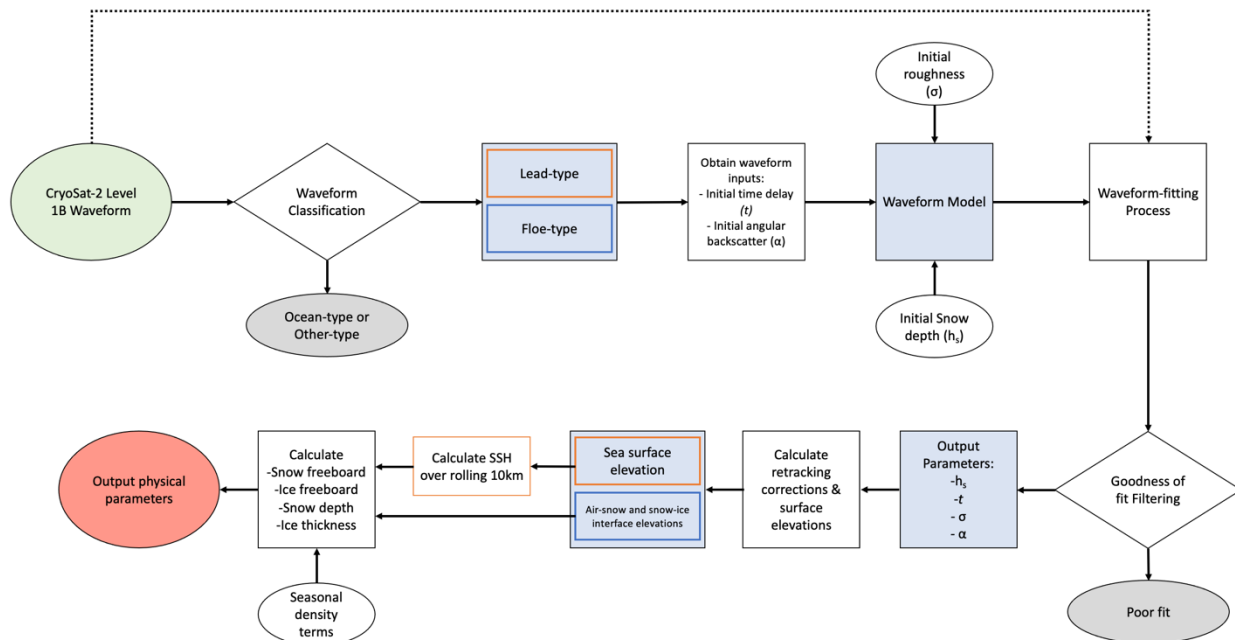 Initial
roughness
(σ)
CryoSat-2 Level
1B Waveform
Waveform
Classification
Lead-type
Floe-type
Obtain waveform
inputs:
- Initial time delay
(t)
- Initial angular
backscatter (α)
Waveform Model
Waveform-fitting
Process
Ocean-type or
Other-type
Initial Snow
depth (hₛ)
Output physical
parameters
Calculate
-Snow freeboard
-Ice freeboard
-Snow depth
-Ice thickness
Calculate SSH
over rolling 10km
Sea surface
elevation
Air-snow and snow-ice
interface elevations
Calculate
retracking
corrections &
surface
elevations
Output
Parameters:
-hₛ
-t
- σ
- α
Goodness of
fit Filtering
Seasonal
density
terms
Poor fit